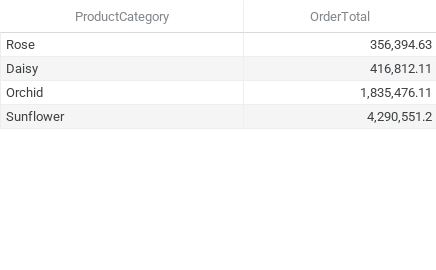 ProductCategory OrderTotal
Rose 356,394.63
Daisy 416,812.11
Orchid 1,835,476.11
Sunflower 4,290,551.2